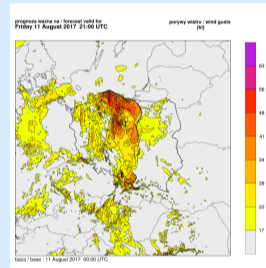 prognoza ważna na / forecast valid for
Friday 11 August 2017 21:00 UTC
porywy wiatru / wind gusts
[kt]
63
56
48
41
34
28
22
17
baza / base : 11 August 2017 00:00 UTC